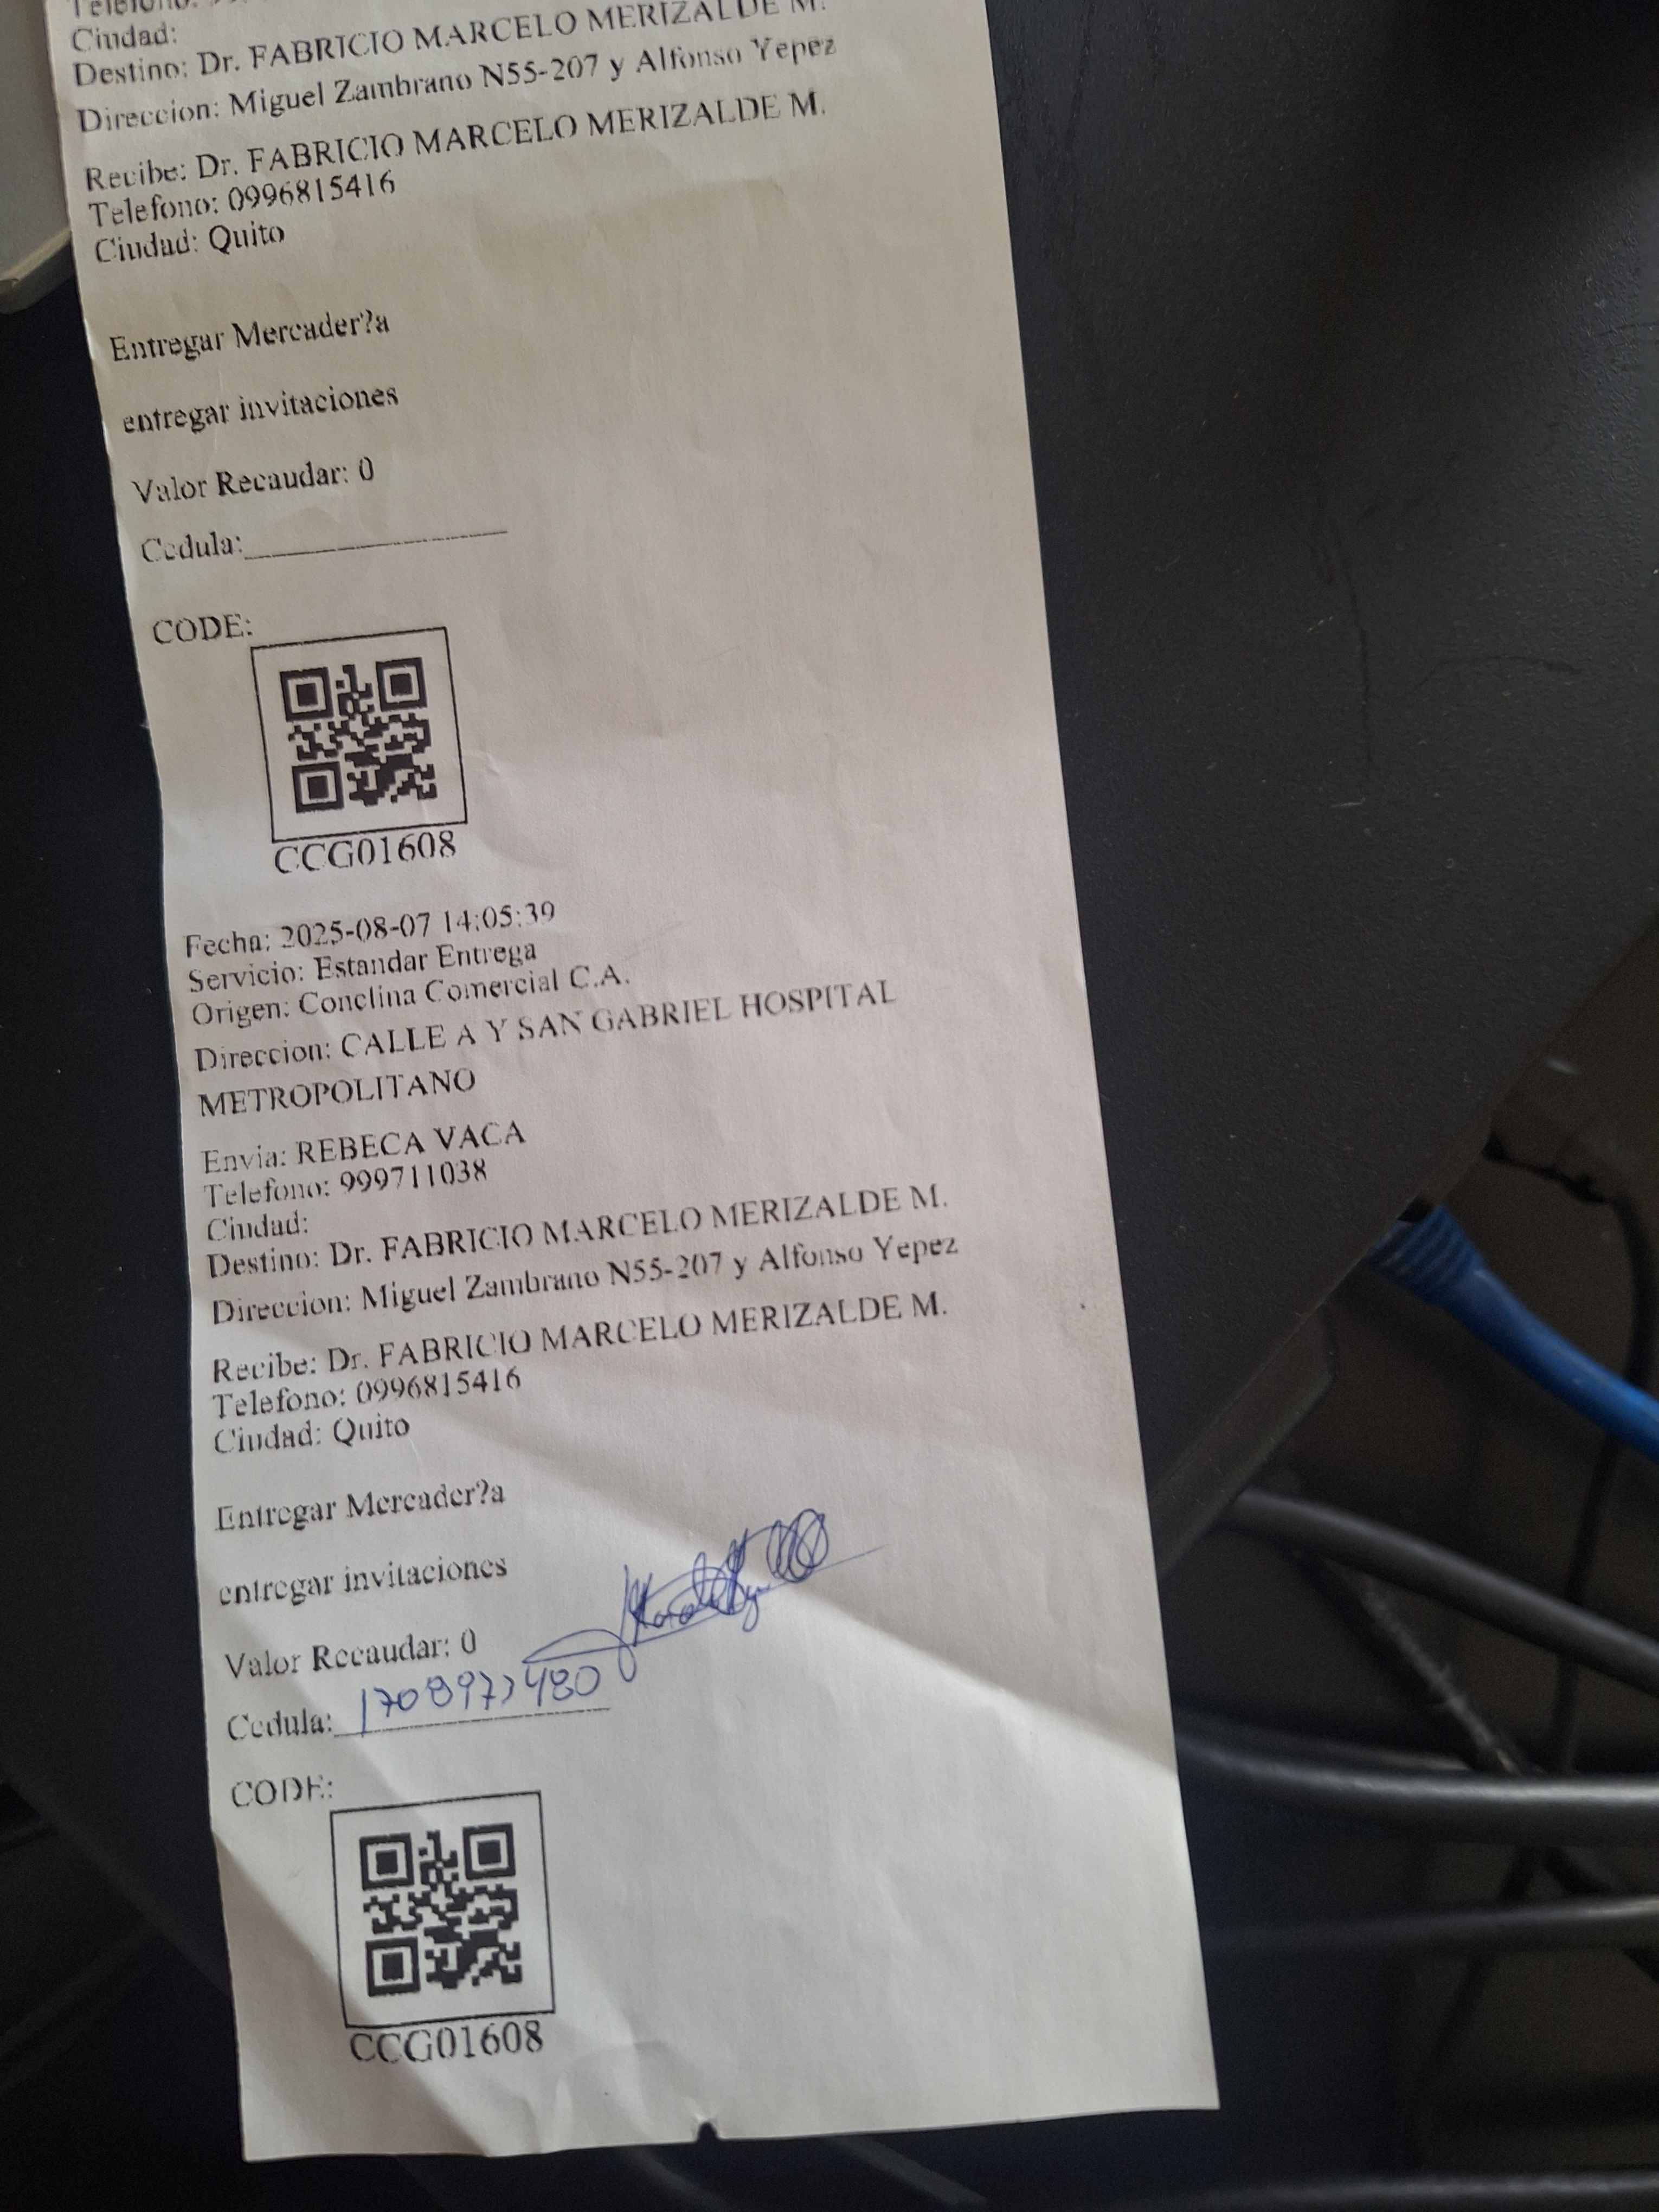 Telefono:
Ciudad:
Destino: Dr. FABRICIO MARCELO MERIZALDE M.
Direccion: Miguel Zambrano N55-207 y Alfonso Yepez
Recibe: Dr. FABRICIO MARCELO MERIZALDE M.
Telefono: 0996815416
Ciudad: Quito
Entregar Mercader?a
entregar invitaciones
Valor Recaudar: 0
Cedula:
CODE:
CCG01608
Fecha: 2025-08-07 14:05:39
Servicio: Estandar Entrega
Origen: Conclina Comercial C.A.
Direccion: CALLE A Y SAN GABRIEL HOSPITAL
METROPOLITANO
Envia: REBECA VACA
Telefono: 999711038
Ciudad:
Destino: Dr. FABRICIO MARCELO MERIZALDE M.
Direccion: Miguel Zambrano N55-207 y Alfonso Yepez
Recibe: Dr. FABRICIO MARCELO MERIZALDE M.
Telefono: 0996815416
Ciudad: Quito
Entregar Mercader?a
entregar invitaciones
Valor Recaudar: 0
Cedula:
CODE:
CCG01608